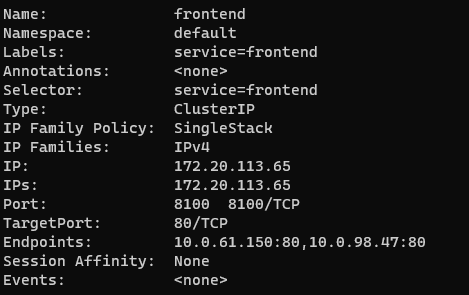 Name:              frontend
Namespace:         default
Labels:            service=frontend
Annotations:       <none>
Selector:          service=frontend
Type:              ClusterIP
IP Family Policy:  SingleStack
IP Families:       IPv4
IP:                172.20.113.65
IPs:               172.20.113.65
Port:              8100  8100/TCP
TargetPort:        80/TCP
Endpoints:         10.0.61.150:80,10.0.98.47:80
Session Affinity:  None
Events:            <none>